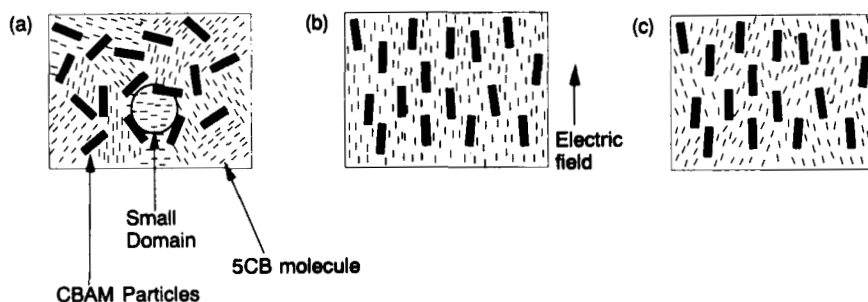 (a)
(b)
(c)
Electric
field
Small
Domain
5CB molecule
CBAM Particles